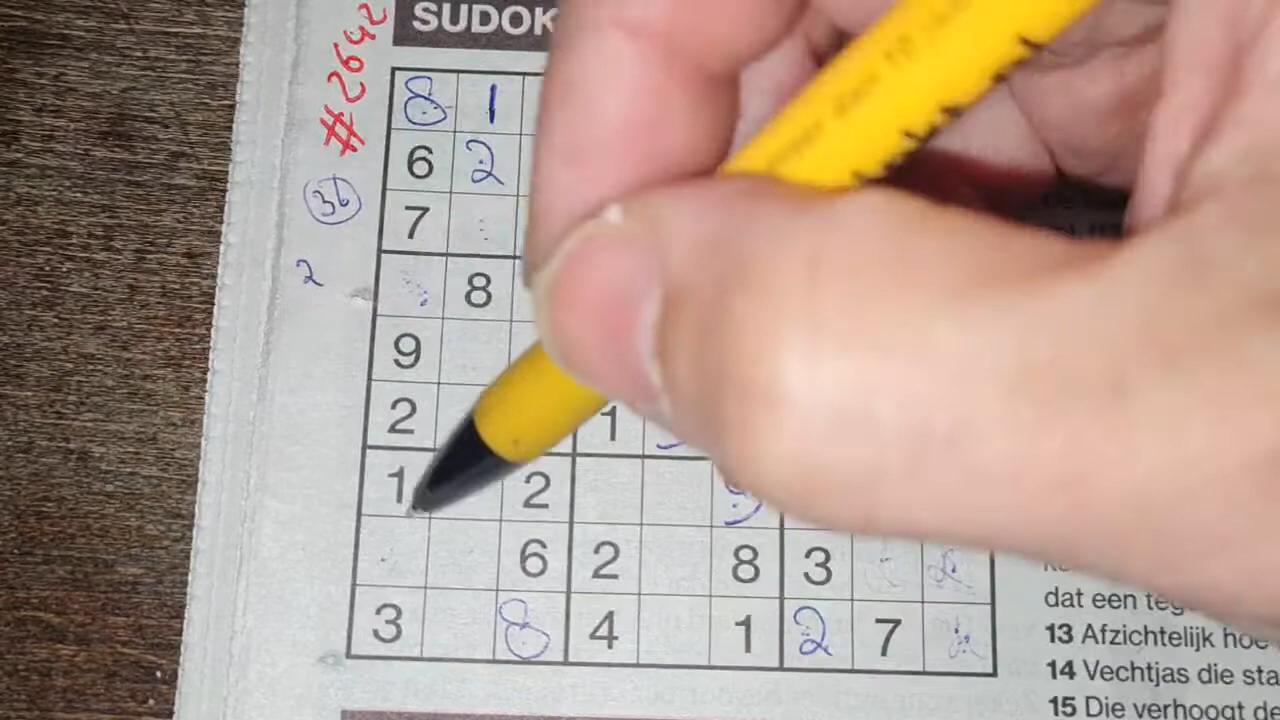 SUDOK
#2642
36
2
8 1
6 2
7
8
9
2 1
1 2 9
6 2 8 3
3 8 4 1 2 7
dat een teg
13 Afzichtelijk hoe
14 Vechtjas die sta
15 Die verhoogt de